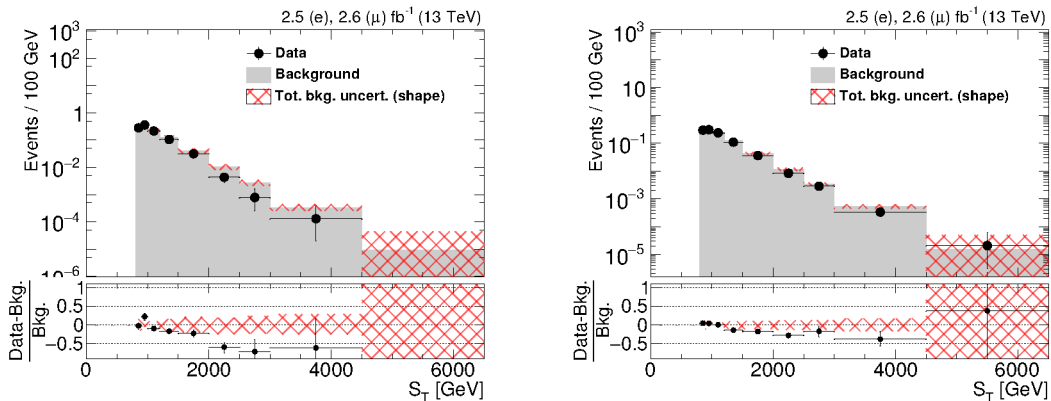 2.5 (e), 2.6 (μ) fb⁻¹ (13 TeV)
Events / 100 GeV
10³
10
1
10⁻²
10⁻⁴
10⁻⁶
Data
Background
Tot. bkg. uncert. (shape)
Data-Bkg.
Bkg.
1
0.5
0
−0.5
0
2000
4000
6000
S_T [GeV]
2.5 (e), 2.6 (μ) fb⁻¹ (13 TeV)
Events / 100 GeV
10³
10
10⁻¹
10⁻³
10⁻⁵
Data
Background
Tot. bkg. uncert. (shape)
Data-Bkg.
Bkg.
1
0.5
0
−0.5
0
2000
4000
6000
S_T [GeV]